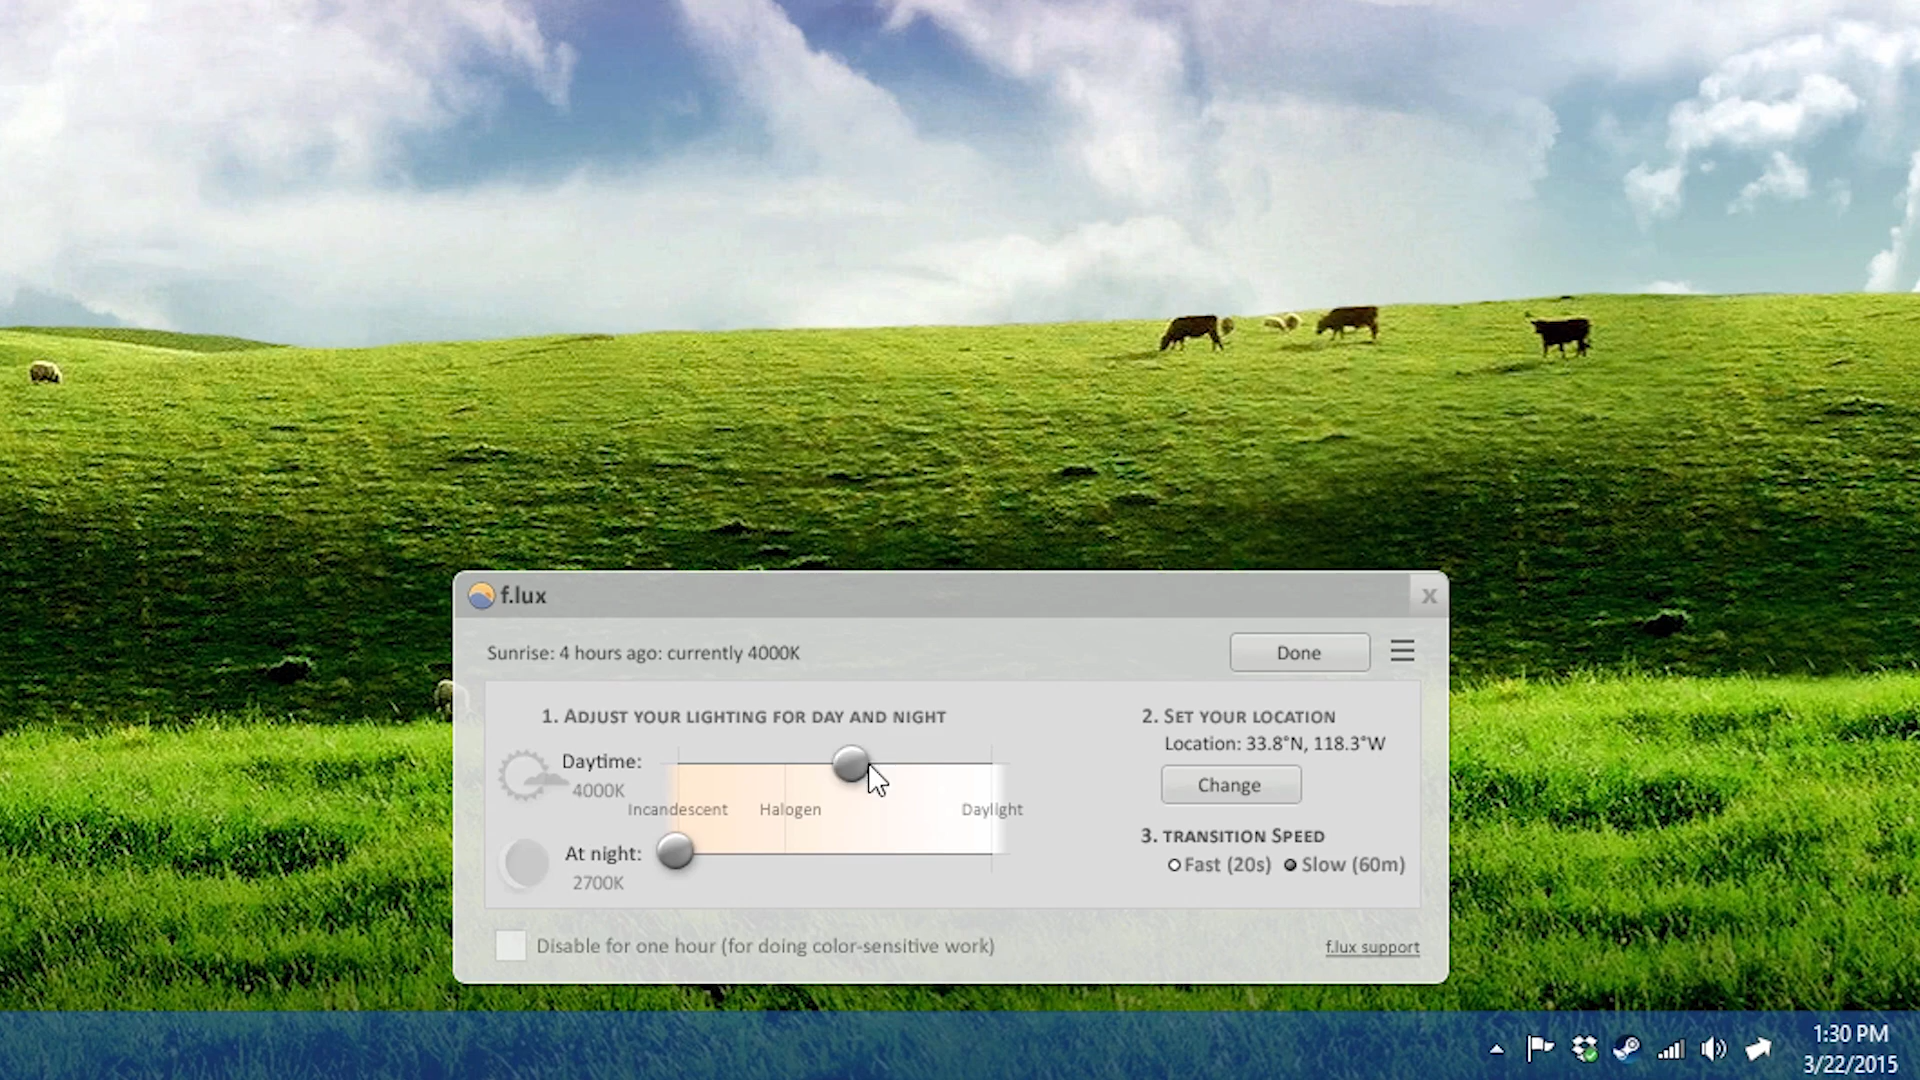 f.lux
x
Sunrise: 4 hours ago: currently 4000K
Done
1. ADJUST YOUR LIGHTING FOR DAY AND NIGHT
Daytime:
4000K
Incandescent Halogen Daylight
At night:
2700K
2. SET YOUR LOCATION
Location: 33.8°N, 118.3°W
Change
3. TRANSITION SPEED
Fast (20s) Slow (60m)
Disable for one hour (for doing color-sensitive work)
f.lux support
1:30 PM
3/22/2015